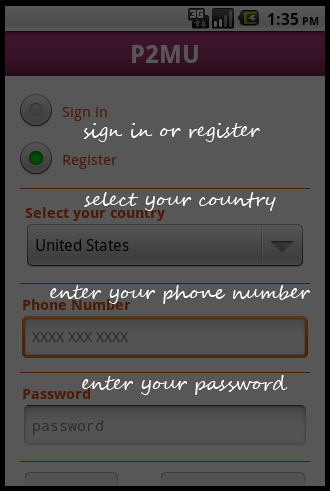 3G 1:35 PM
P2MU
Sign in
sign in or register
Register
select your country
Select your country
United States
enter your phone number
Phone Number
XXXX XXX XXXX
enter your password
Password
password